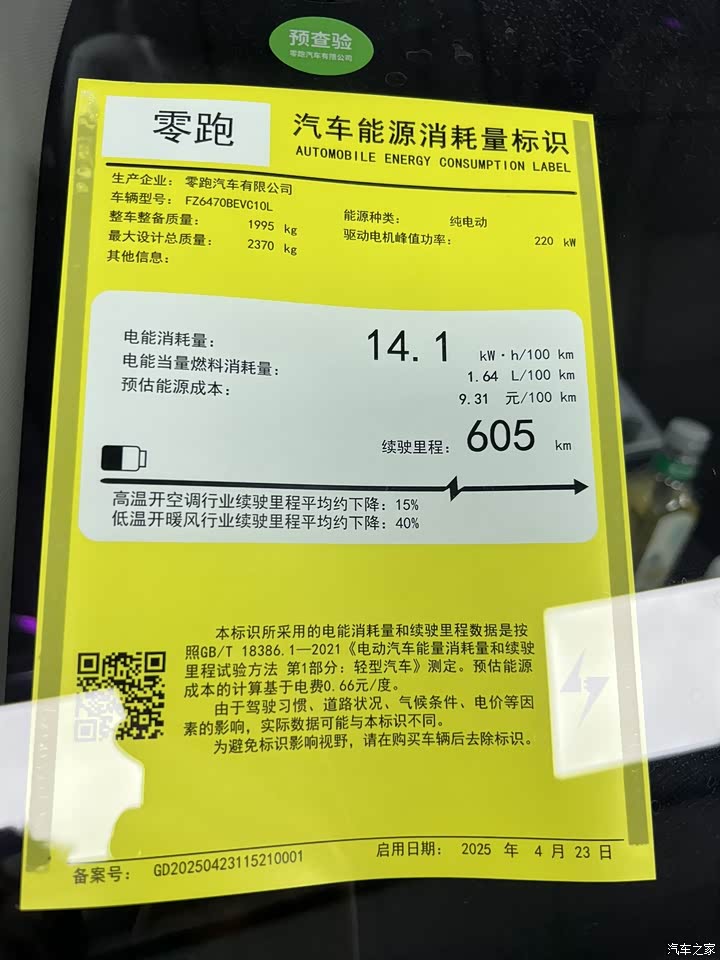 预查验
零跑汽车有限公司
零跑
汽车能源消耗量标识
AUTOMOBILE ENERGY CONSUMPTION LABEL
生产企业: 零跑汽车有限公司
车辆型号: FZ6470BEVC10L
整车整备质量: 1995 kg
能源种类: 纯电动
最大设计总质量: 2370 kg
驱动电机峰值功率: 220 kW
其他信息:
电能消耗量: 14.1 kW·h/100 km
电能当量燃料消耗量: 1.64 L/100 km
预估能源成本: 9.31 元/100 km
续驶里程: 605 km
高温开空调行业续驶里程平均约下降: 15%
低温开暖风行业续驶里程平均约下降: 40%
本标识所采用的电能消耗量和续驶里程数据是按
照GB/T 18386.1—2021《电动汽车能量消耗量和续驶
里程试验方法 第1部分: 轻型汽车》测定。预估能源
成本的计算基于电费0.66元/度。
由于驾驶习惯、道路状况、气候条件、电价等因
素的影响, 实际数据可能与本标识不同。
为避免标识影响视野, 请在购买车辆后去除标识。
备案号: GD20250423115210001
启用日期: 2025 年 4 月 23 日
汽车之家